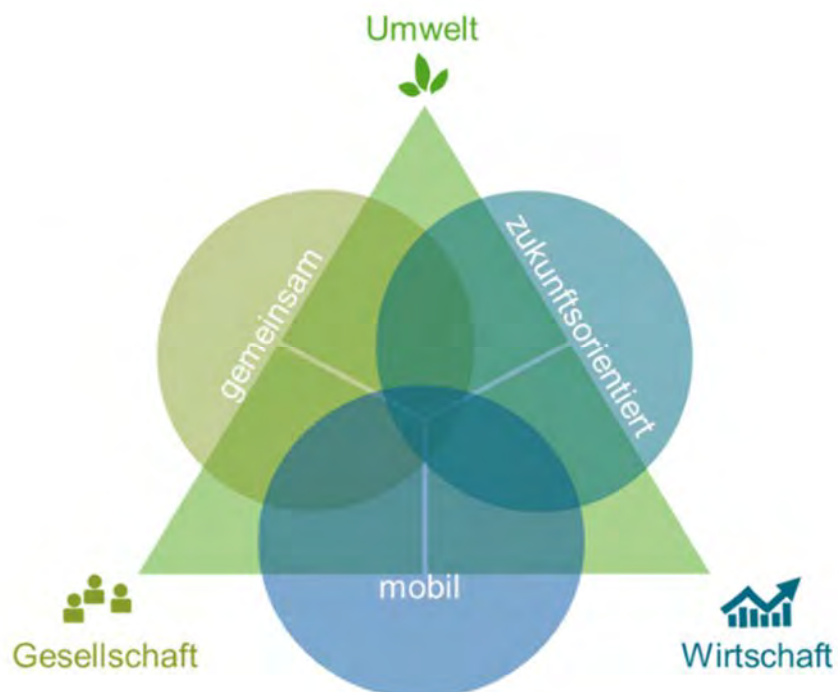 Umwelt
gemeinsam
zukunftsorientiert
mobil
Gesellschaft
Wirtschaft